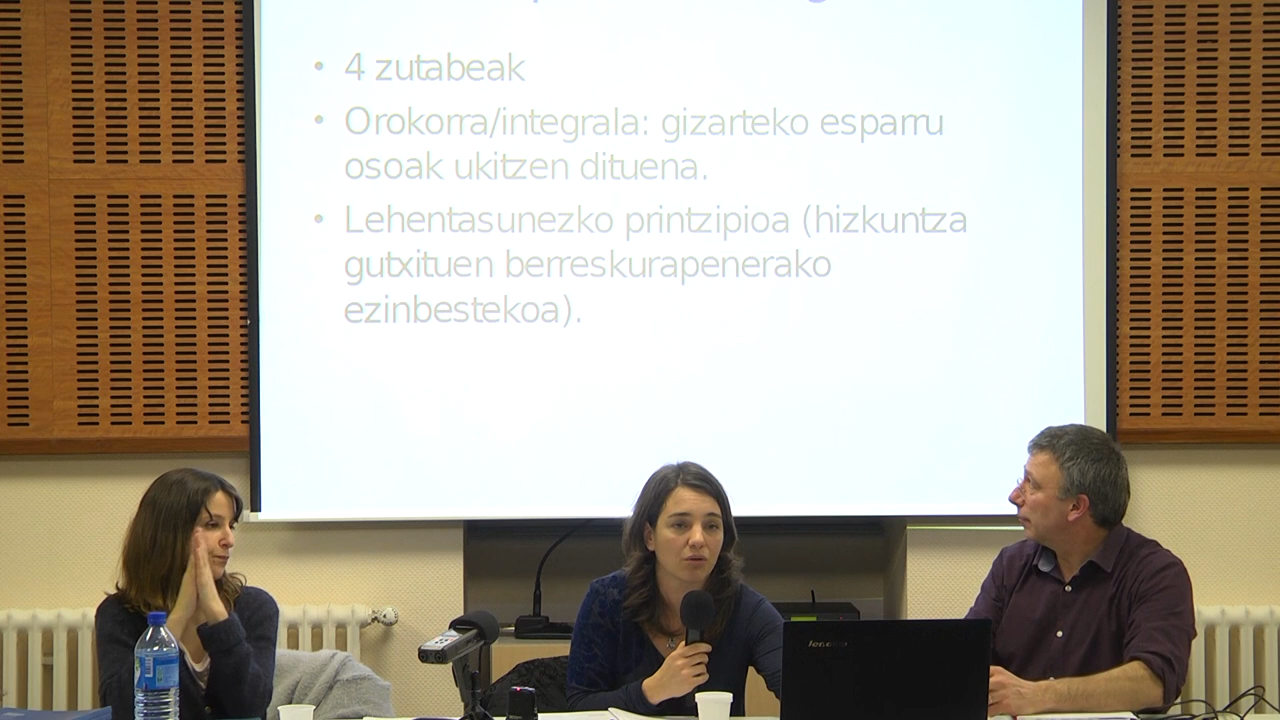 • 4 zutabeak
• Orokorra/integrala: gizarteko esparru
osoak ukitzen dituena.
• Lehentasunezko printzipioa (hizkuntza
gutxituen berreskurapenerako
ezinbestekoa).
lenovo